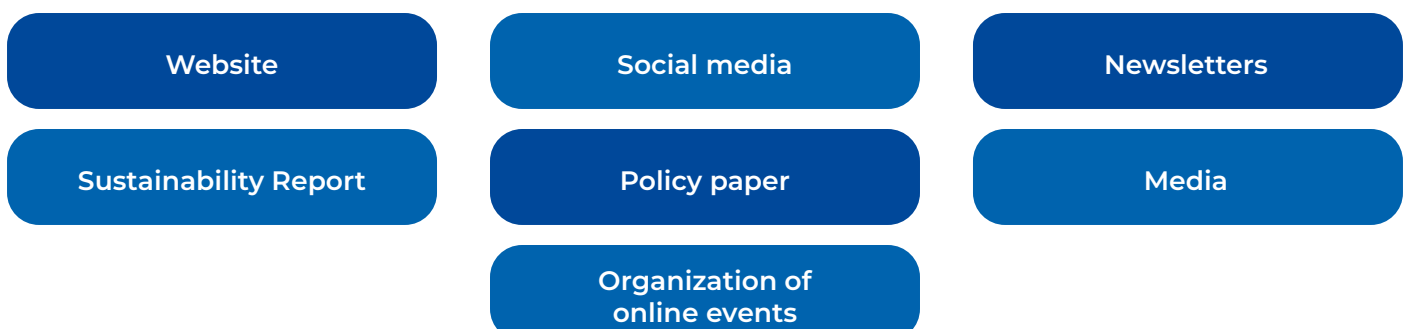 Website
Social media
Newsletters
Sustainability Report
Policy paper
Media
Organization of
online events